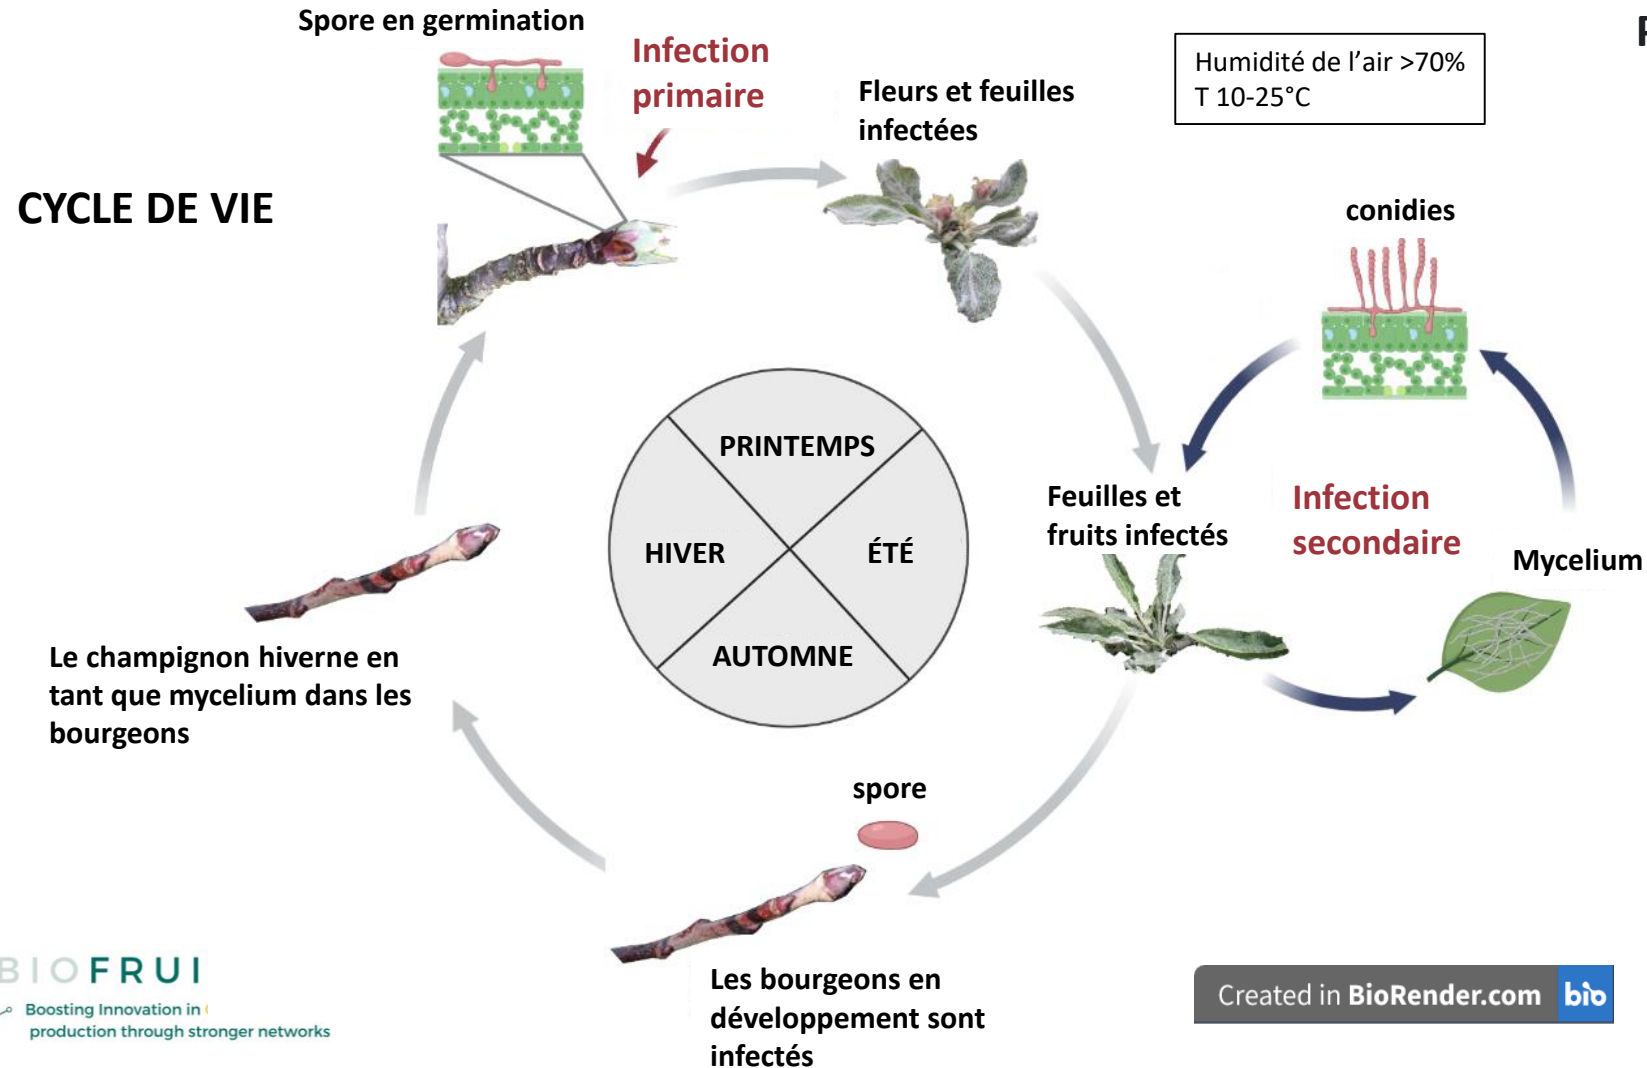 Spore en germination
Infection
primaire
Fleurs et feuilles
infectées
Humidité de l'air >70%
T 10-25°C
CYCLE DE VIE
conidies
PRINTEMPS
HIVER
ÉTÉ
AUTOMNE
Feuilles et
fruits infectés
Infection
secondaire
Mycelium
Le champignon hiverne en
tant que mycelium dans les
bourgeons
spore
Les bourgeons en
développement sont
infectés
BIOFRUI
Boosting Innovation in
production through stronger networks
Created in BioRender.com bio